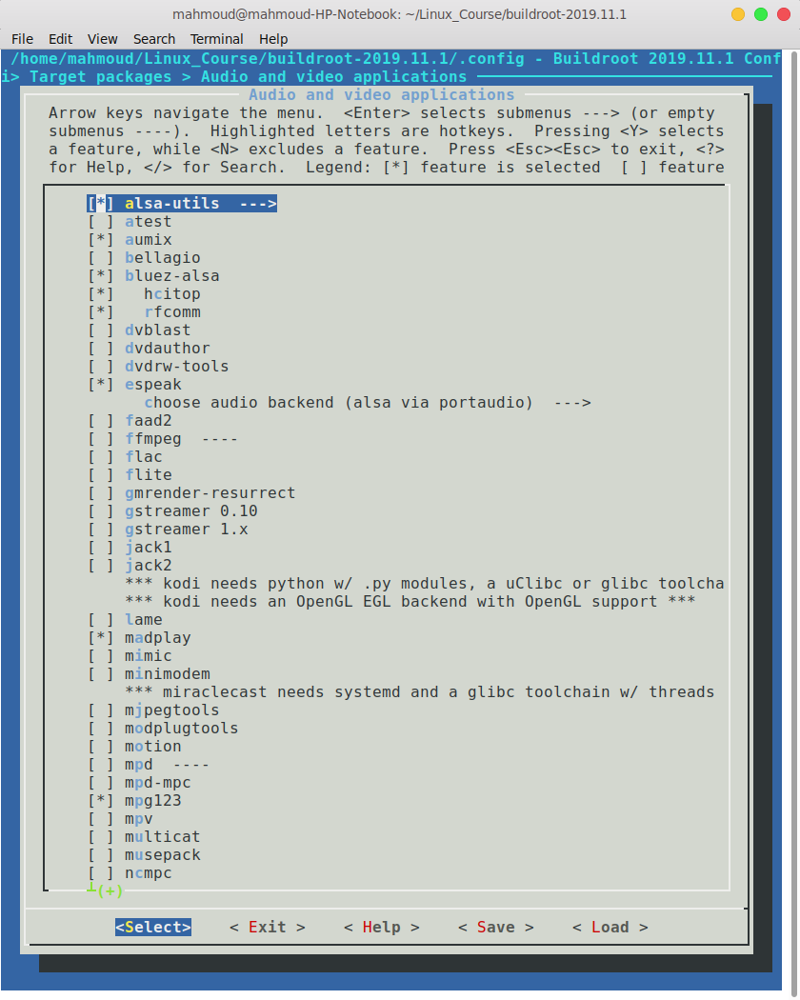 mahmoud@mahmoud-HP-Notebook: ~/Linux_Course/buildroot-2019.11.1
File Edit View Search Terminal Help
/home/mahmoud/Linux_Course/buildroot-2019.11.1/.config - Buildroot 2019.11.1 Conf
i> Target packages > Audio and video applications
Audio and video applications
Arrow keys navigate the menu.  <Enter> selects submenus ---> (or empty
submenus ----).  Highlighted letters are hotkeys.  Pressing <Y> selects
a feature, while <N> excludes a feature.  Press <Esc><Esc> to exit, <?>
for Help, </> for Search.  Legend: [*] feature is selected  [ ] feature
[*] alsa-utils  --->
[ ] atest
[*] aumix
[ ] bellagio
[*] bluez-alsa
[*]   hcitop
[*]   rfcomm
[ ] dvblast
[ ] dvdauthor
[ ] dvdrw-tools
[*] espeak
choose audio backend (alsa via portaudio)  --->
[ ] faad2
[ ] ffmpeg  ----
[ ] flac
[ ] flite
[ ] gmrender-resurrect
[ ] gstreamer 0.10
[ ] gstreamer 1.x
[ ] jack1
[ ] jack2
*** kodi needs python w/ .py modules, a uClibc or glibc toolcha
*** kodi needs an OpenGL EGL backend with OpenGL support ***
[ ] lame
[*] madplay
[ ] mimic
[ ] minimodem
*** miraclecast needs systemd and a glibc toolchain w/ threads
[ ] mjpegtools
[ ] modplugtools
[ ] motion
[ ] mpd  ----
[ ] mpd-mpc
[*] mpg123
[ ] mpv
[ ] multicat
[ ] musepack
[ ] ncmpc
(+)
<Select>    < Exit >    < Help >    < Save >    < Load >